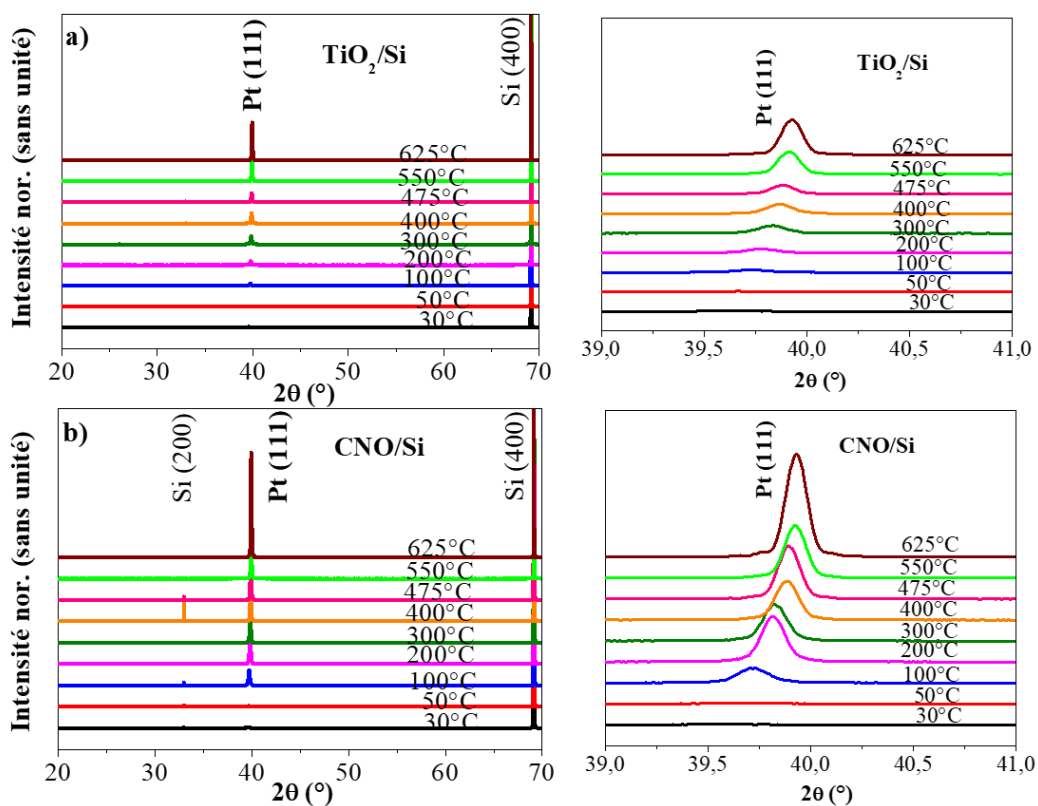 a)
TiO2/Si
Pt (111)
Si (400)
Intensité nor. (sans unité)
625°C
550°C
475°C
400°C
300°C
200°C
100°C
50°C
30°C
20 30 40 50 60 70
2θ (°)
TiO2/Si
Pt (111)
625°C
550°C
475°C
400°C
300°C
200°C
100°C
50°C
30°C
39,0 39,5 40,0 40,5 41,0
2θ (°)
b)
CNO/Si
Si (200)
Pt (111)
Si (400)
Intensité nor. (sans unité)
625°C
550°C
475°C
400°C
300°C
200°C
100°C
50°C
30°C
20 30 40 50 60 70
2θ (°)
CNO/Si
Pt (111)
625°C
550°C
475°C
400°C
300°C
200°C
100°C
50°C
30°C
39,0 39,5 40,0 40,5 41,0
2θ (°)